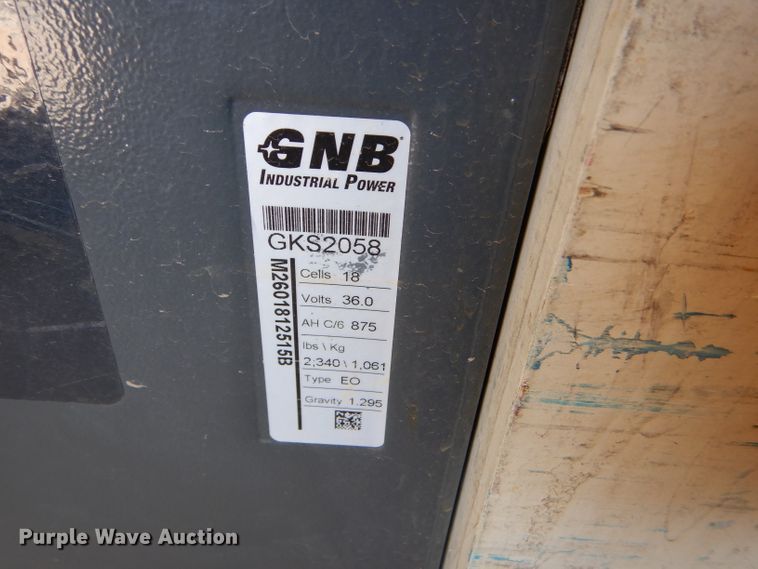 GNB
INDUSTRIAL POWER
GKS2058
M2601812515B
Cells 18
Volts 36.0
AH C/6 875
lbs \ Kg
2,340 \ 1,061
Type EO
Gravity 1.295
Purple Wave Auction